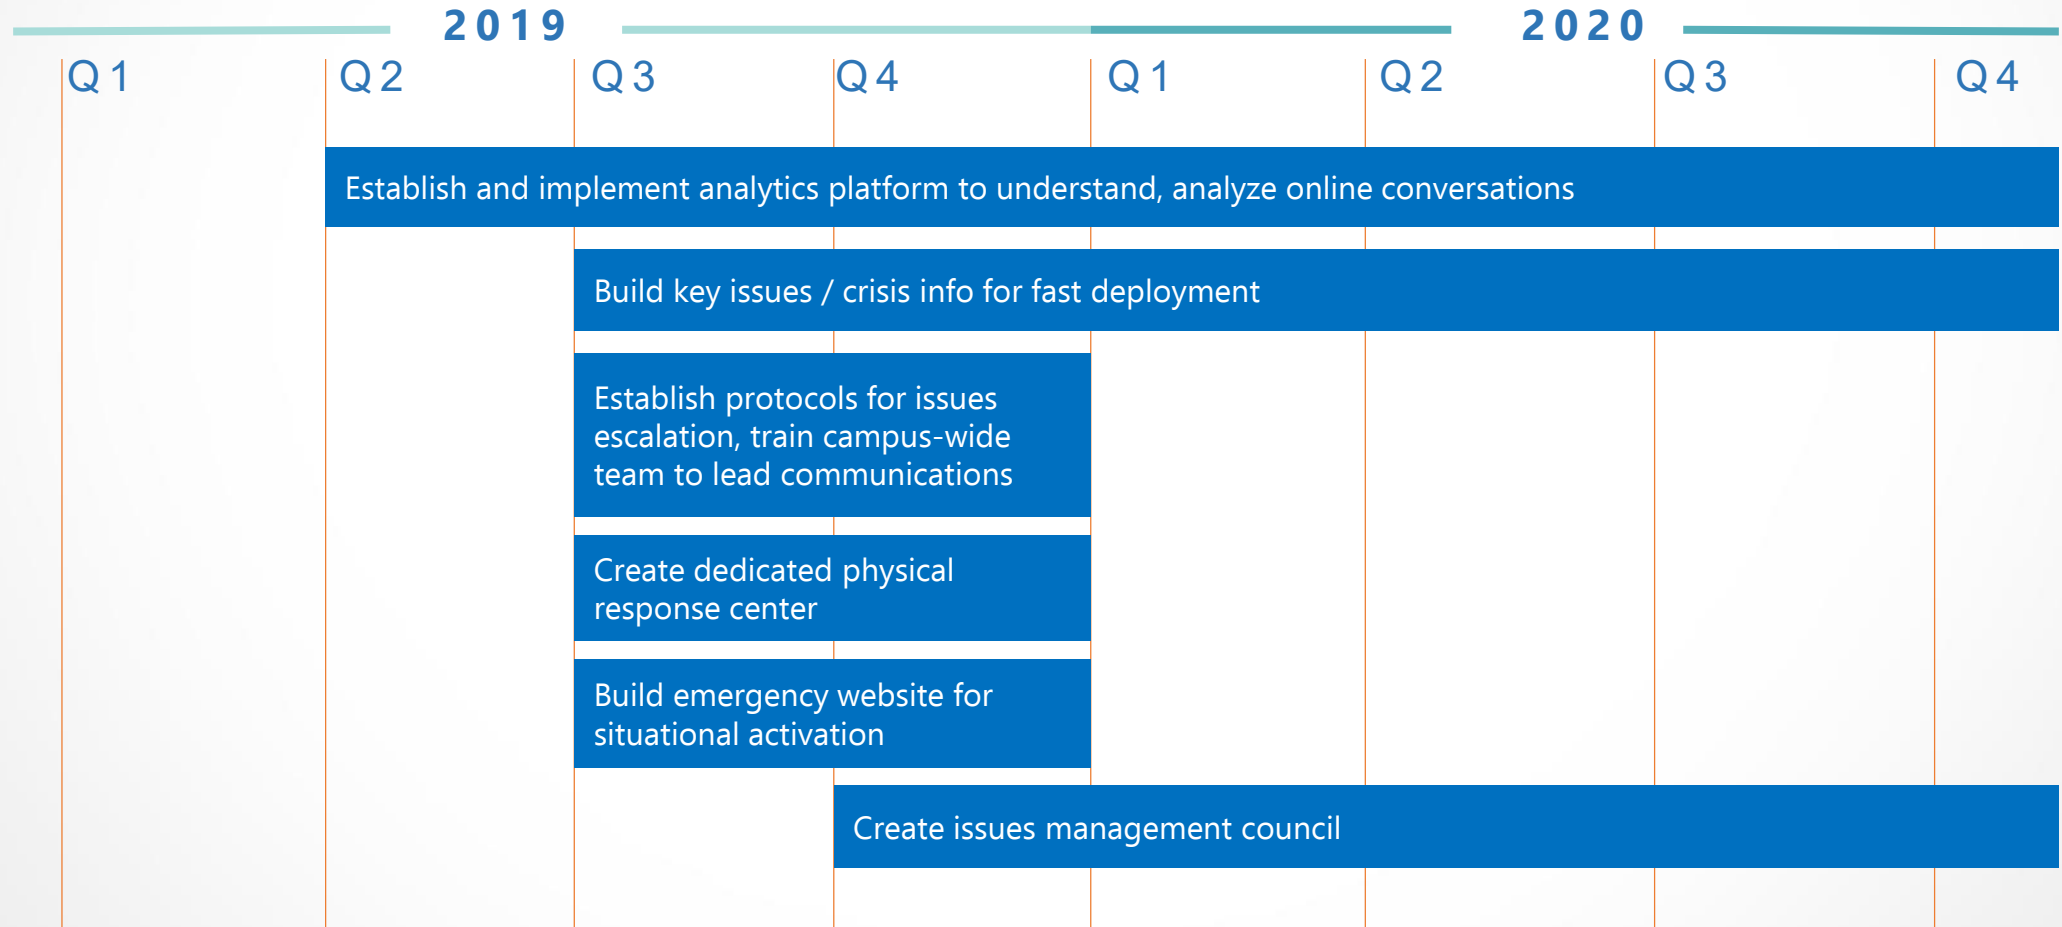 2019 2020
Q1 Q2 Q3 Q4 Q1 Q2 Q3 Q4
Establish and implement analytics platform to understand, analyze online conversations
Build key issues / crisis info for fast deployment
Establish protocols for issues
escalation, train campus-wide
team to lead communications
Create dedicated physical
response center
Build emergency website for
situational activation
Create issues management council